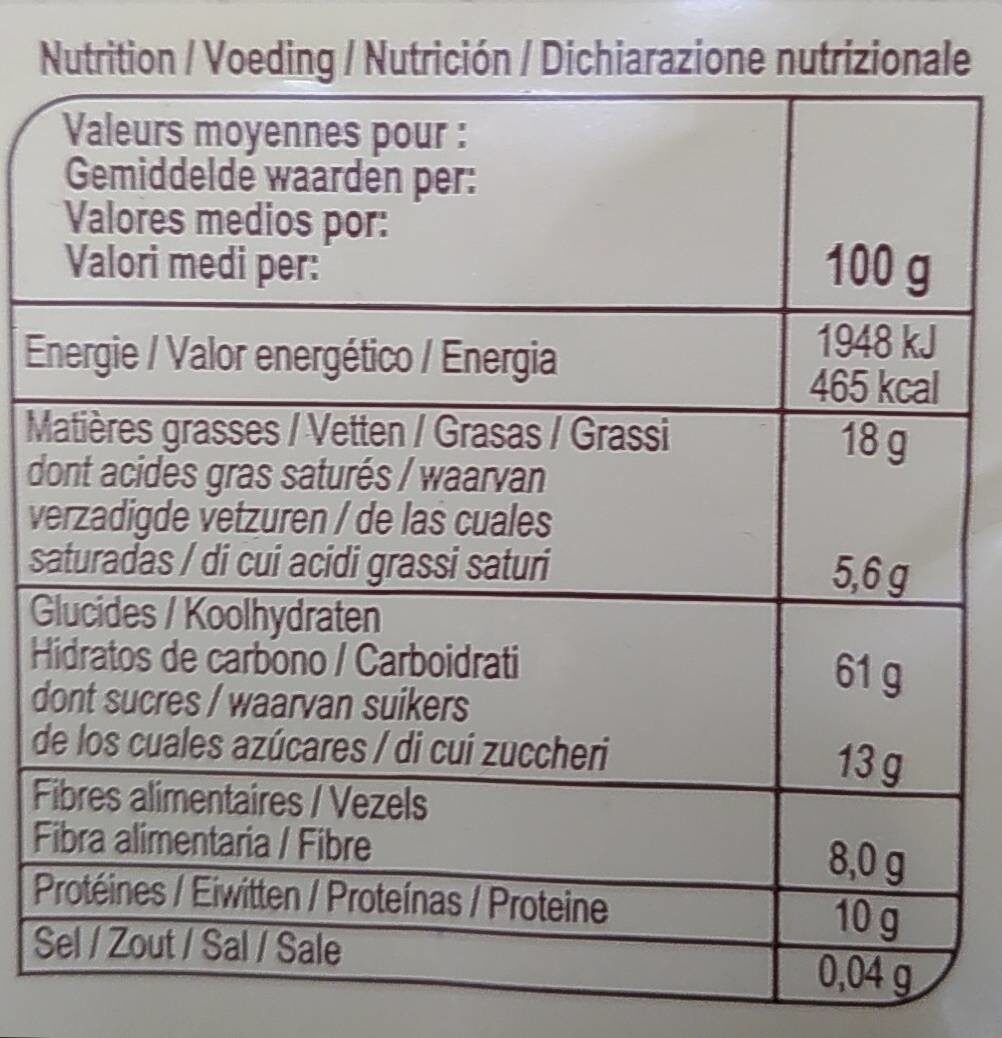 Nutrition / Voeding / Nutrición / Dichiarazione nutrizionale
Valeurs moyennes pour :
Gemiddelde waarden per:
Valores medios por:
Valori medi per: 100 g
Energie / Valor energético / Energia 1948 kJ
465 kcal
Matières grasses / Vetten / Grasas / Grassi 18 g
dont acides gras saturés / waarvan
verzadigde vetzuren / de las cuales
saturadas / di cui acidi grassi saturi 5,6 g
Glucides / Koolhydraten
Hidratos de carbono / Carboidrati 61 g
dont sucres / waarvan suikers
de los cuales azúcares / di cui zuccheri 13 g
Fibres alimentaires / Vezels
Fibra alimentaria / Fibre 8,0 g
Protéines / Eiwitten / Proteínas / Proteine 10 g
Sel / Zout / Sal / Sale 0,04 g